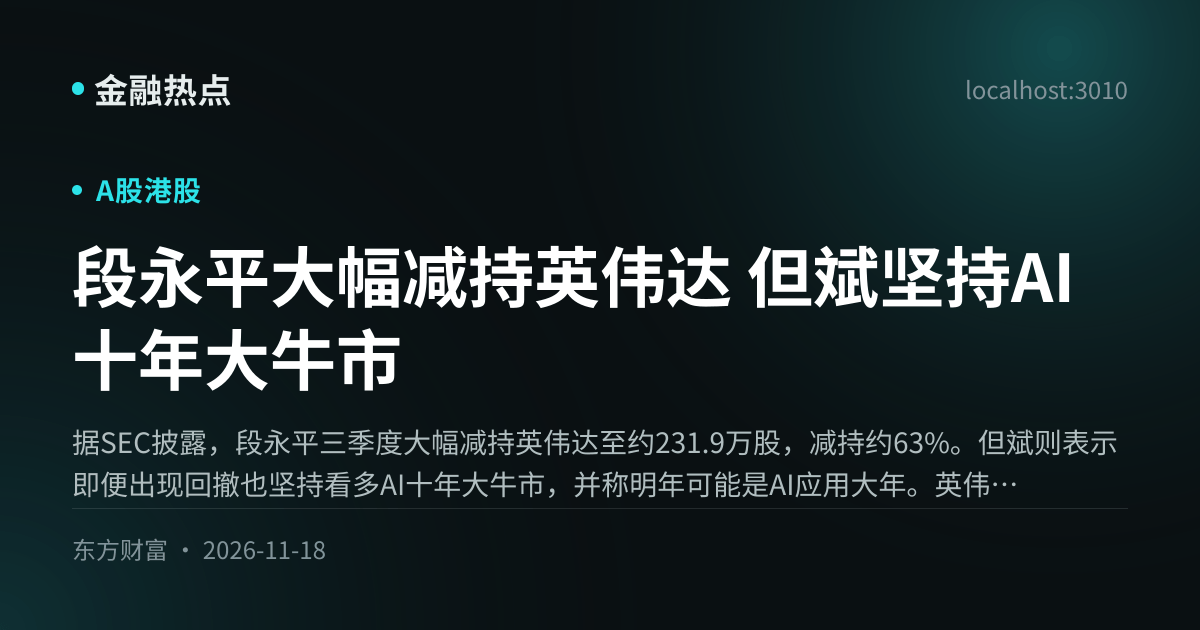 金融热点
localhost:3010
A股港股
段永平大幅减持英伟达 但斌坚持AI
十年大牛市
据SEC披露，段永平三季度大幅减持英伟达至约231.9万股，减持约63%。但斌则表示
即便出现回撤也坚持看多AI十年大牛市，并称明年可能是AI应用大年。英伟…
东方财富 • 2026-11-18